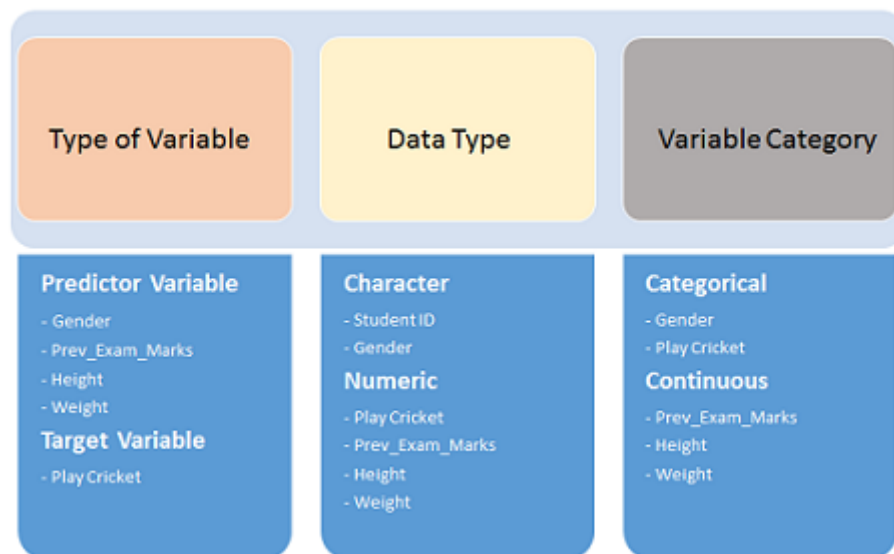 Type of Variable
Data Type
Variable Category
Predictor Variable
- Gender
- Prev_Exam_Marks
- Height
- Weight
Target Variable
- Play Cricket
Character
- Student ID
- Gender
Numeric
- Play Cricket
- Prev_Exam_Marks
- Height
- Weight
Categorical
- Gender
- Play Cricket
Continuous
- Prev_Exam_Marks
- Height
- Weight